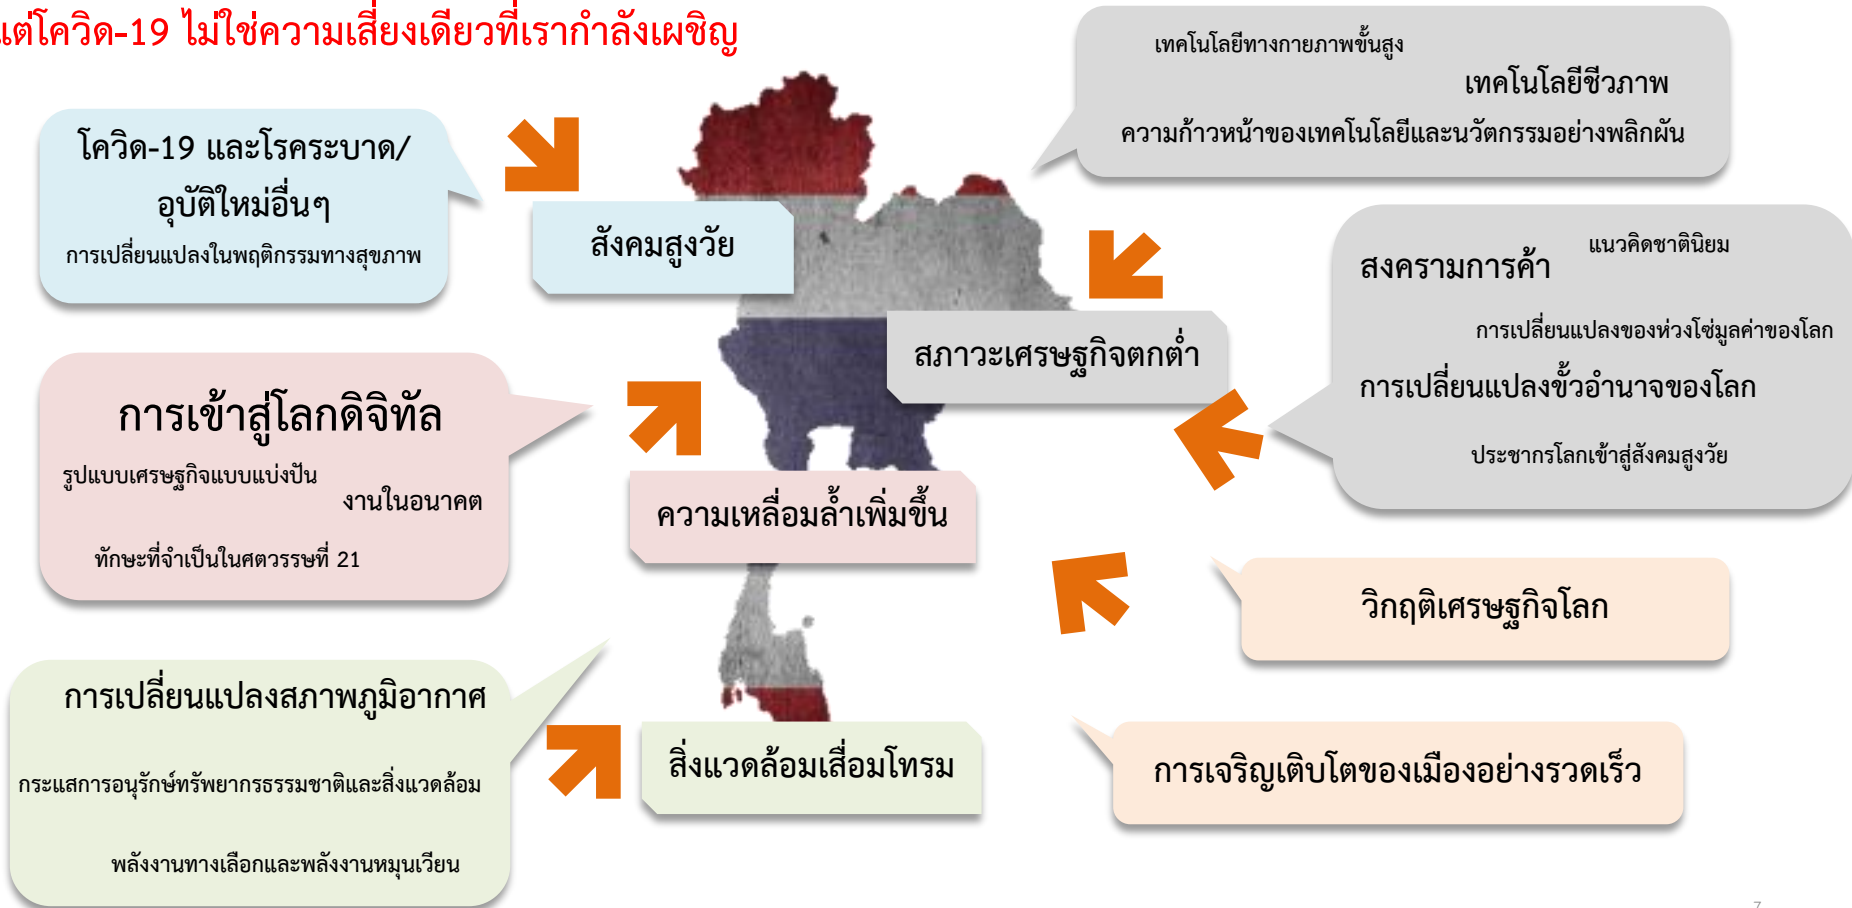 แต่โควิด-19 ไม่ใช่ความเสี่ยงเดียวที่เรากำลังเผชิญ
โควิด-19 และโรคระบาด/
อุบัติใหม่อื่นๆ
การเปลี่ยนแปลงในพฤติกรรมทางสุขภาพ
สังคมสูงวัย
เทคโนโลยีทางกายภาพขั้นสูง
เทคโนโลยีชีวภาพ
ความก้าวหน้าของเทคโนโลยีและนวัตกรรมอย่างพลิกผัน
แนวคิดชาตินิยม
สงครามการค้า
การเปลี่ยนแปลงของห่วงโซ่มูลค่าของโลก
การเปลี่ยนแปลงขั้วอำนาจของโลก
ประชากรโลกเข้าสู่สังคมสูงวัย
สภาวะเศรษฐกิจตกต่ำ
การเข้าสู่โลกดิจิทัล
รูปแบบเศรษฐกิจแบบแบ่งปัน
งานในอนาคต
ทักษะที่จำเป็นในศตวรรษที่ 21
ความเหลื่อมล้ำเพิ่มขึ้น
วิกฤติเศรษฐกิจโลก
การเปลี่ยนแปลงสภาพภูมิอากาศ
กระแสการอนุรักษ์ทรัพยากรธรรมชาติและสิ่งแวดล้อม
พลังงานทางเลือกและพลังงานหมุนเวียน
สิ่งแวดล้อมเสื่อมโทรม
การเจริญเติบโตของเมืองอย่างรวดเร็ว
7